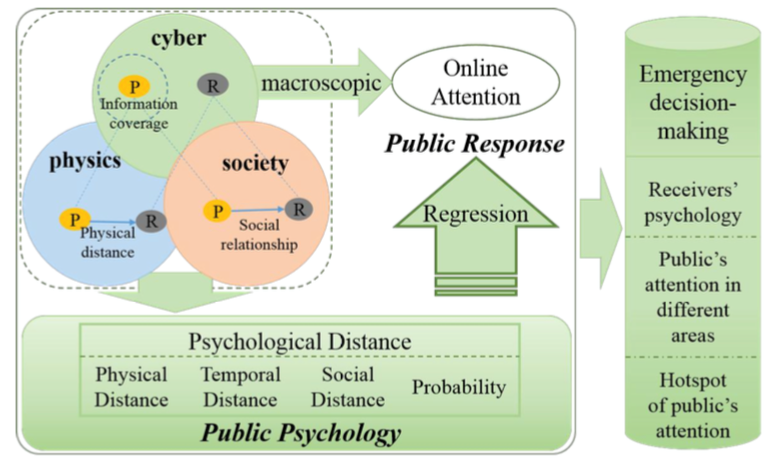 cyber
P
R
Information
coverage
macroscopic
Online
Attention
Public Response
physics
society
P
R
Physical
distance
P
R
Social
relationship
Regression
Psychological Distance
Physical
Distance
Temporal
Distance
Social
Distance
Probability
Public Psychology
Emergency
decision-
making
Receivers'
psychology
Public's
attention in
different
areas
Hotspot
of public's
attention